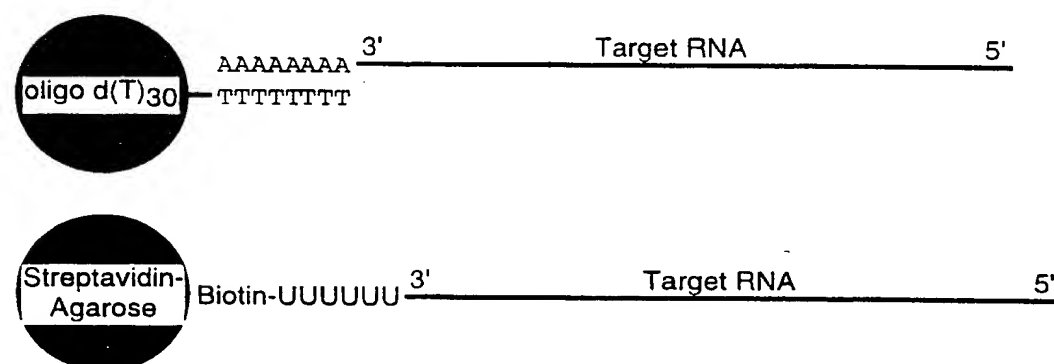 3' Target RNA 5'
AAAAAAAA
oligo d(T)30 TTTTTTTT
3' Target RNA 5'
Streptavidin-
Agarose
Biotin-UUUUUU